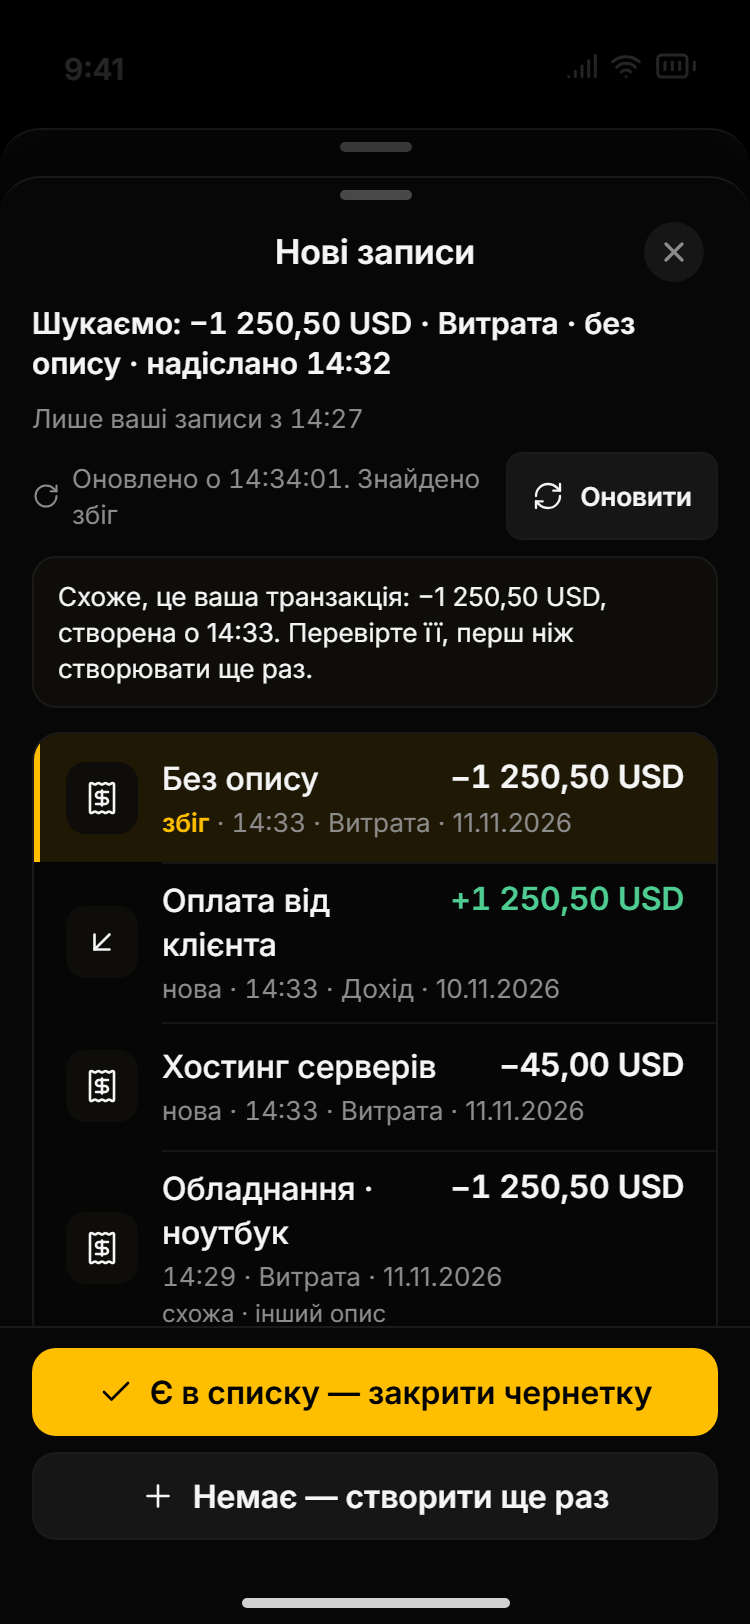 9:41
Нові записи
Шукаємо: −1 250,50 USD · Витрата · без
опису · надіслано 14:32
Лише ваші записи з 14:27
Оновлено о 14:34:01. Знайдено
збіг
Оновити
Схоже, це ваша транзакція: −1 250,50 USD,
створена о 14:33. Перевірте її, перш ніж
створювати ще раз.
Без опису −1 250,50 USD
збіг · 14:33 · Витрата · 11.11.2026
Оплата від +1 250,50 USD
клієнта
нова · 14:33 · Дохід · 10.11.2026
Хостинг серверів −45,00 USD
нова · 14:33 · Витрата · 11.11.2026
Обладнання · −1 250,50 USD
ноутбук
14:29 · Витрата · 11.11.2026
схожа · інший опис
Є в списку — закрити чернетку
Немає — створити ще раз